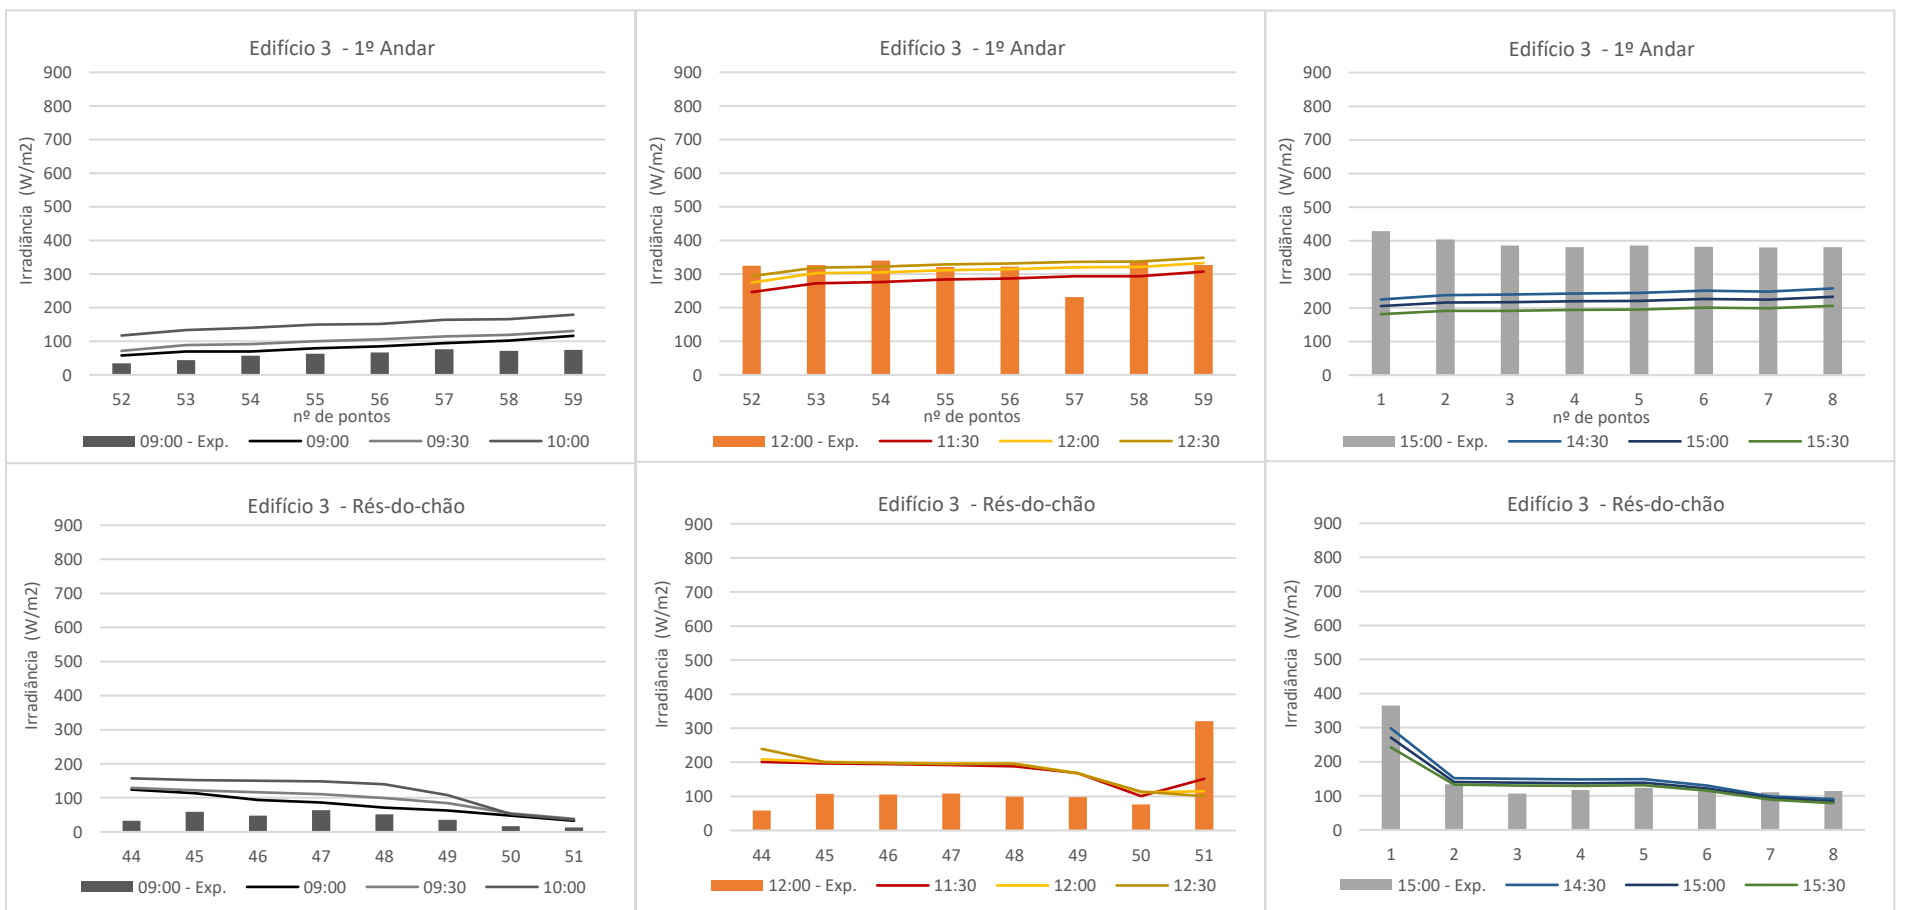 Edifício 3 - 1º Andar
Irradiãncia (W/m2)
900
800
700
600
500
400
300
200
100
0
52 53 54 55 56 57 58 59
nº de pontos
09:00 - Exp. 09:00 09:30 10:00
Edifício 3 - 1º Andar
Irradiãncia (W/m2)
900
800
700
600
500
400
300
200
100
0
52 53 54 55 56 57 58 59
nº de pontos
12:00 - Exp. 11:30 12:00 12:30
Edifício 3 - 1º Andar
Irradiãncia (W/m2)
900
800
700
600
500
400
300
200
100
0
1 2 3 4 5 6 7 8
nº de pontos
15:00 - Exp. 14:30 15:00 15:30
Edifício 3 - Rés-do-chão
Irradiância (W/m2)
900
800
700
600
500
400
300
200
100
0
44 45 46 47 48 49 50 51
09:00 - Exp. 09:00 09:30 10:00
Edifício 3 - Rés-do-chão
Irradiância (W/m2)
900
800
700
600
500
400
300
200
100
0
44 45 46 47 48 49 50 51
12:00 - Exp. 11:30 12:00 12:30
Edifício 3 - Rés-do-chão
Irradiância (W/m2)
900
800
700
600
500
400
300
200
100
0
1 2 3 4 5 6 7 8
15:00 - Exp. 14:30 15:00 15:30